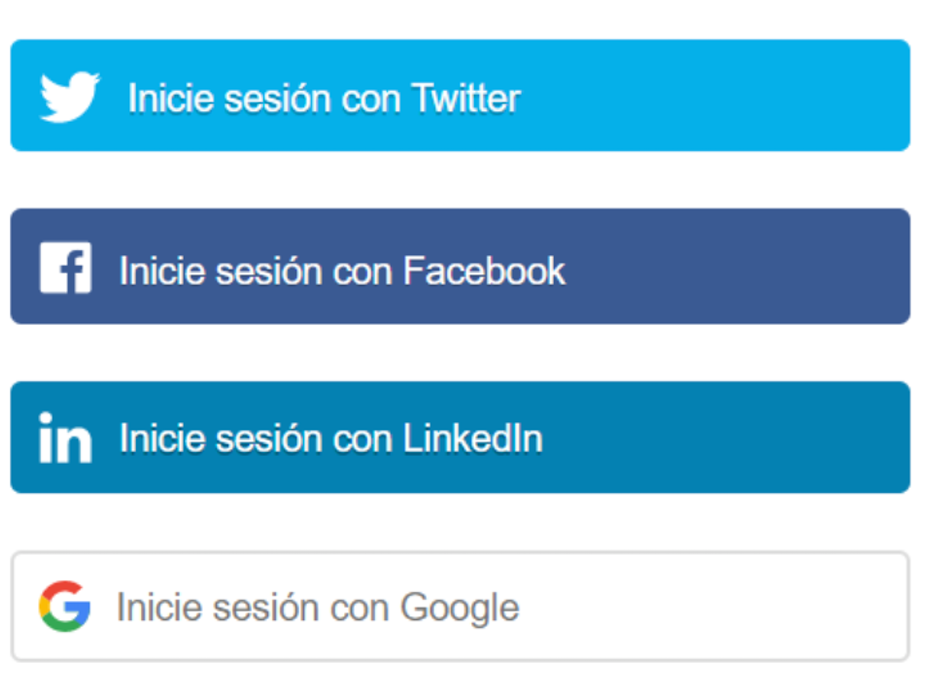 Inicie sesión con Twitter
Inicie sesión con Facebook
in Inicie sesión con LinkedIn
Inicie sesión con Google